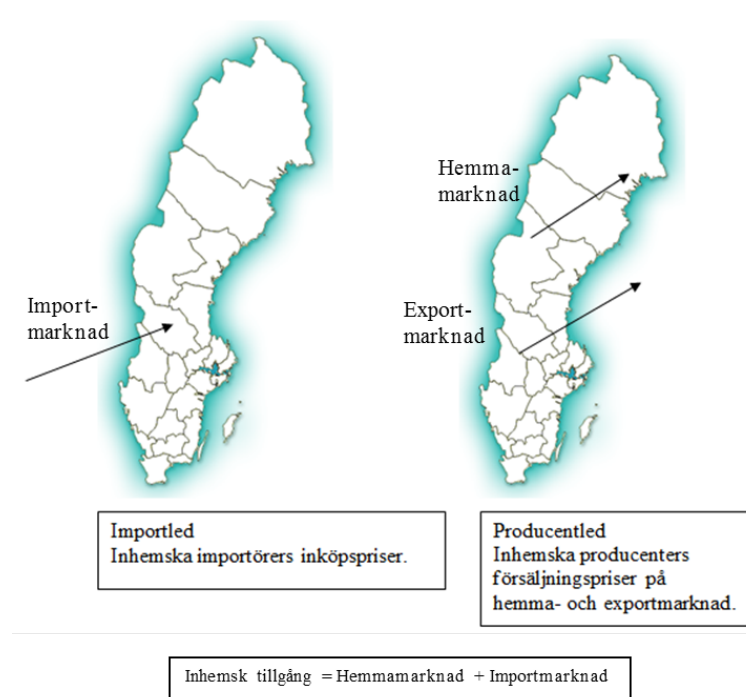 Import-
marknad
Hemma-
marknad
Export-
marknad
Importled
Inhemska importörers inköpspriser.
Producentled
Inhemska producenters
försäljningspriser på
hemma- och exportmarknad.
Inhemsk tillgång = Hemmamarknad + Importmarknad